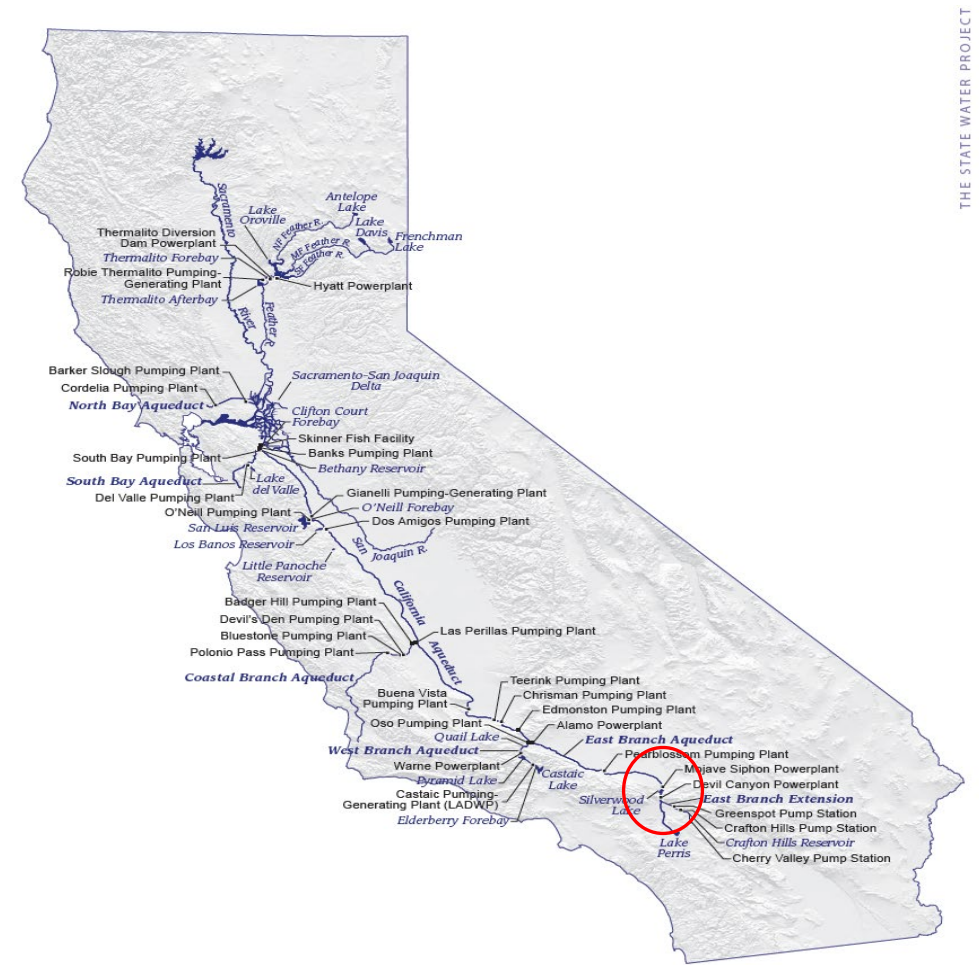 THE STATE WATER PROJECT
Antelope
Lake
Lake
Oroville
Lake
Davis
Frenchman
Lake
Sacramento
NF Feather R.
MF Feather R.
SF Feather R.
Thermalito Diversion
Dam Powerplant
Thermalito Forebay
Robie Thermalito Pumping-
Generating Plant
Hyatt Powerplant
Thermalito Afterbay
River
Feather R.
Barker Slough Pumping Plant
Sacramento-San Joaquin
Delta
Cordelia Pumping Plant
North Bay Aqueduct
Clifton Court
Forebay
Skinner Fish Facility
Banks Pumping Plant
South Bay Pumping Plant
Bethany Reservoir
South Bay Aqueduct
Lake
del Valle
Del Valle Pumping Plant
Gianelli Pumping-Generating Plant
O'Neill Forebay
O'Neill Pumping Plant
Dos Amigos Pumping Plant
San Luis Reservoir
Los Banos Reservoir
San
Joaquin R.
Little Panoche
Reservoir
California
Aqueduct
Badger Hill Pumping Plant
Devil's Den Pumping Plant
Las Perillas Pumping Plant
Bluestone Pumping Plant
Polonio Pass Pumping Plant
Coastal Branch Aqueduct
Teerink Pumping Plant
Buena Vista
Pumping Plant
Chrisman Pumping Plant
Edmonston Pumping Plant
Oso Pumping Plant
Alamo Powerplant
Quail Lake
East Branch Aqueduct
West Branch Aqueduct
Pearblossom Pumping Plant
Warne Powerplant
Mojave Siphon Powerplant
Pyramid Lake
Castaic
Lake
Devil Canyon Powerplant
Castaic Pumping-
Generating Plant (LADWP)
Silverwood
Lake
East Branch Extension
Elderberry Forebay
Greenspot Pump Station
Crafton Hills Pump Station
Crafton Hills Reservoir
Lake
Perris
Cherry Valley Pump Station